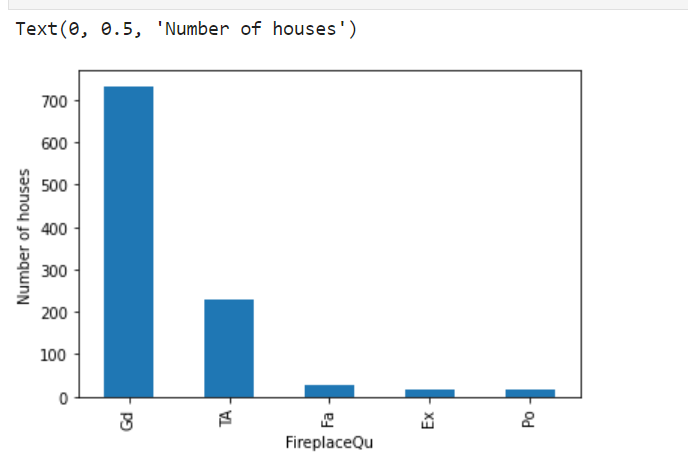 Text(0, 0.5, 'Number of houses')
Number of houses
700
600
500
400
300
200
100
0
Gd TA Fa Ex Po
FireplaceQu